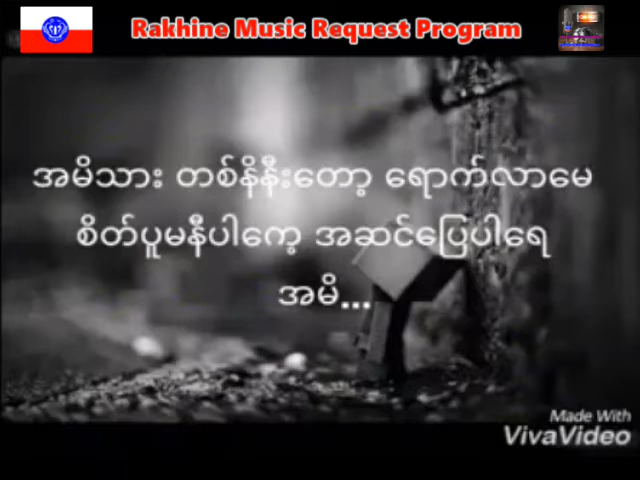 Rakhine Music Request Program
အမိသား တစ်နိနီးတော့ ရောက်လာမေ
စိတ်ပူမနီပါကေ့ အဆင်ပြေပါရေ
အမိ...
Made With
VivaVideo